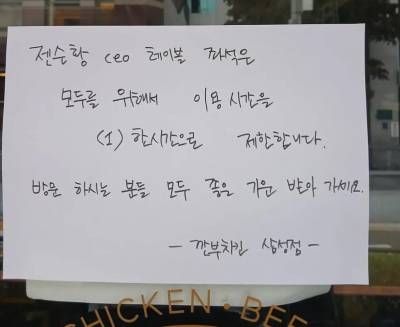 젠슨황 ceo 테이블 좌석은
모두를 위해서 이용 시간을
(1) 한시간으로 제한합니다.
방문 하시는 분들 모두 좋은 기운 받아 가세요.
- 깐부치킨 삼성점 -
CHICKEN · BEE